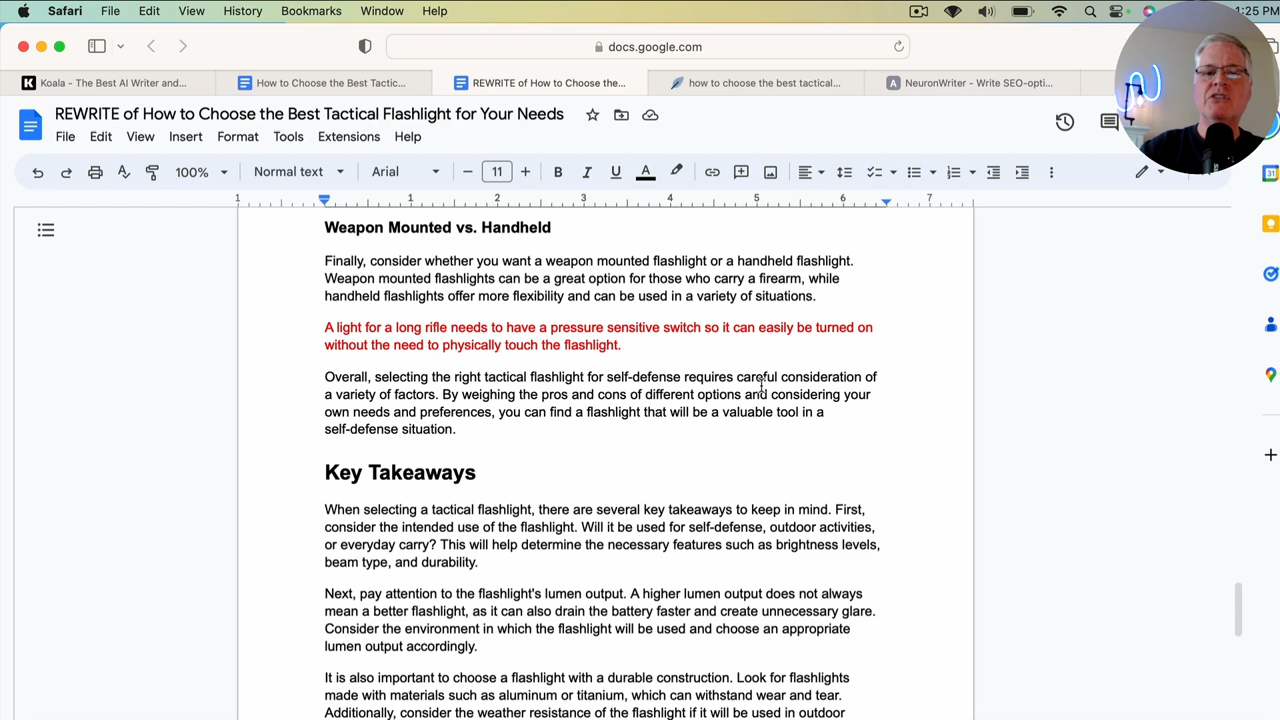 Safari File Edit View History Bookmarks Window Help 1:25 PM
docs.google.com
Koala - The Best AI Writer and... How to Choose the Best Tactic... REWRITE of How to Choose the... how to choose the best tactical... NeuronWriter - Write SEO-opti...
REWRITE of How to Choose the Best Tactical Flashlight for Your Needs
File Edit View Insert Format Tools Extensions Help
100% Normal text Arial 11
1 1 2 3 4 5 6 7
Weapon Mounted vs. Handheld
Finally, consider whether you want a weapon mounted flashlight or a handheld flashlight.
Weapon mounted flashlights can be a great option for those who carry a firearm, while
handheld flashlights offer more flexibility and can be used in a variety of situations.
A light for a long rifle needs to have a pressure sensitive switch so it can easily be turned on
without the need to physically touch the flashlight.
Overall, selecting the right tactical flashlight for self-defense requires careful consideration of
a variety of factors. By weighing the pros and cons of different options and considering your
own needs and preferences, you can find a flashlight that will be a valuable tool in a
self-defense situation.
Key Takeaways
When selecting a tactical flashlight, there are several key takeaways to keep in mind. First,
consider the intended use of the flashlight. Will it be used for self-defense, outdoor activities,
or everyday carry? This will help determine the necessary features such as brightness levels,
beam type, and durability.
Next, pay attention to the flashlight's lumen output. A higher lumen output does not always
mean a better flashlight, as it can also drain the battery faster and create unnecessary glare.
Consider the environment in which the flashlight will be used and choose an appropriate
lumen output accordingly.
It is also important to choose a flashlight with a durable construction. Look for flashlights
made with materials such as aluminum or titanium, which can withstand wear and tear.
Additionally, consider the weather resistance of the flashlight if it will be used in outdoor